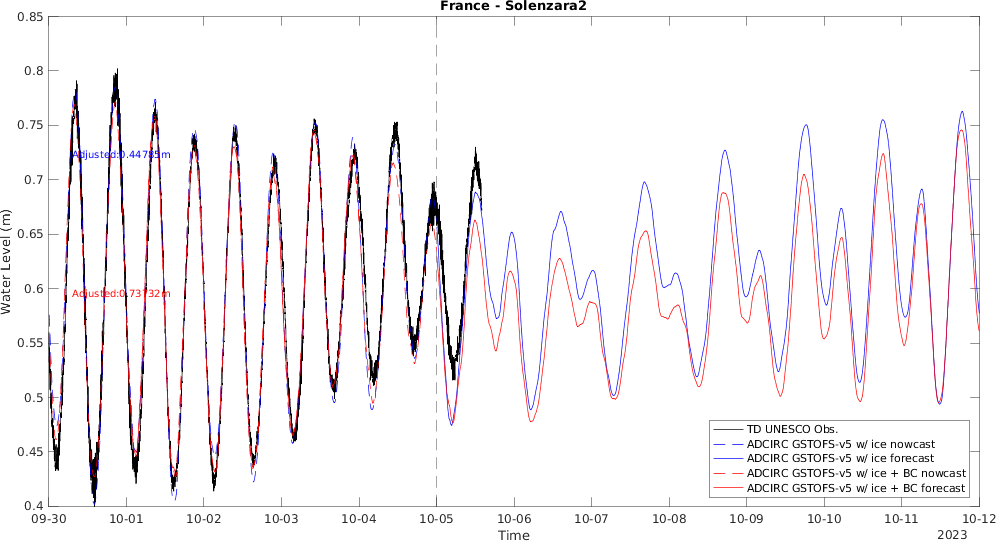 France - Solenzara2
0.85
0.8
0.75
0.7
0.65
0.6
0.55
0.5
0.45
0.4
Water Level (m)
Adjusted:0.44785m
Adjusted:0.73732m
TD UNESCO Obs.
ADCIRC GSTOFS-v5 w/ ice nowcast
ADCIRC GSTOFS-v5 w/ ice forecast
ADCIRC GSTOFS-v5 w/ ice + BC nowcast
ADCIRC GSTOFS-v5 w/ ice + BC forecast
09-30 10-01 10-02 10-03 10-04 10-05 10-06 10-07 10-08 10-09 10-10 10-11 10-12
Time
2023